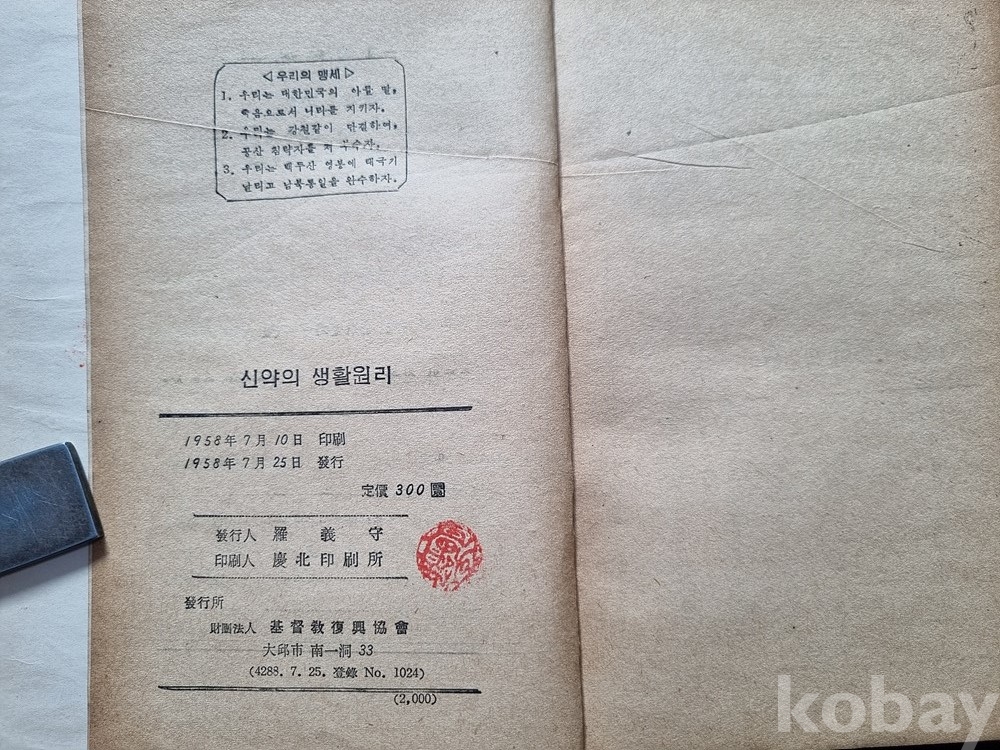 ◁우리의 맹세▷
1. 우리는 대한민국의 아들 딸,
죽음으로서 나라를 지키자.
2. 우리는 강철같이 단결하여,
공산 침략자를 쳐 부수자.
3. 우리는 백두산 영봉에 태극기
날리고 남북통일을 완수하자.
신약의 생활원리
1958年 7月 10日 印刷
1958年 7月 25日 發行
定價 300圜
發行人 羅義守
印刷人 慶北印刷所
發行所
財團法人 基督敎復興協會
大邱市 南一洞 33
(4288. 7. 25. 登錄 No. 1024)
(2,000)
kobay